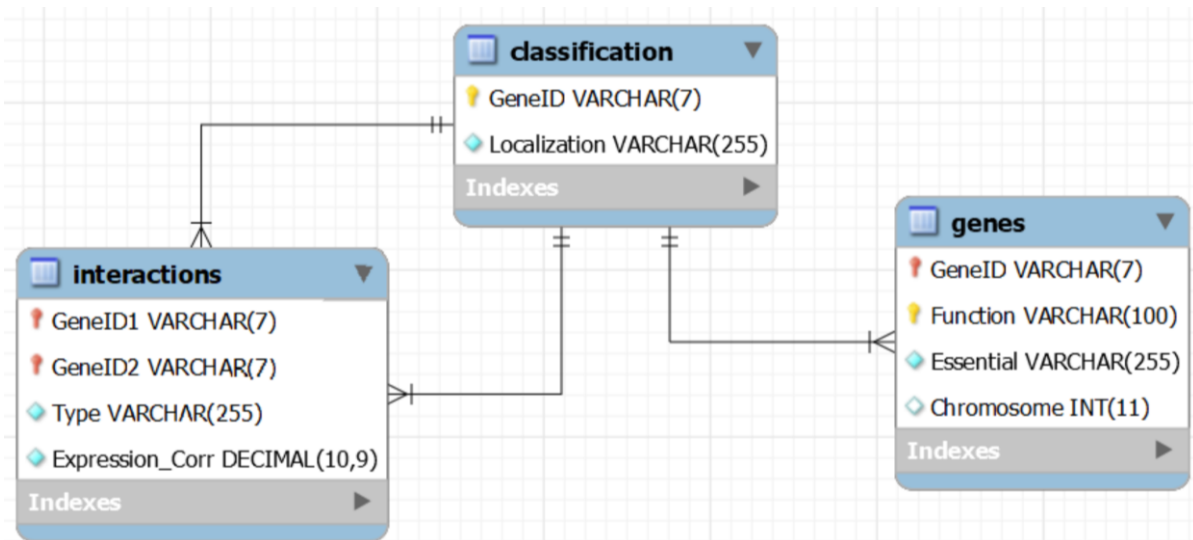 classification
GeneID VARCHAR(7)
Localization VARCHAR(255)
Indexes
interactions
GeneID1 VARCHAR(7)
GeneID2 VARCHAR(7)
Type VARCHAR(255)
Expression_Corr DECIMAL(10,9)
Indexes
genes
GeneID VARCHAR(7)
Function VARCHAR(100)
Essential VARCHAR(255)
Chromosome INT(11)
Indexes